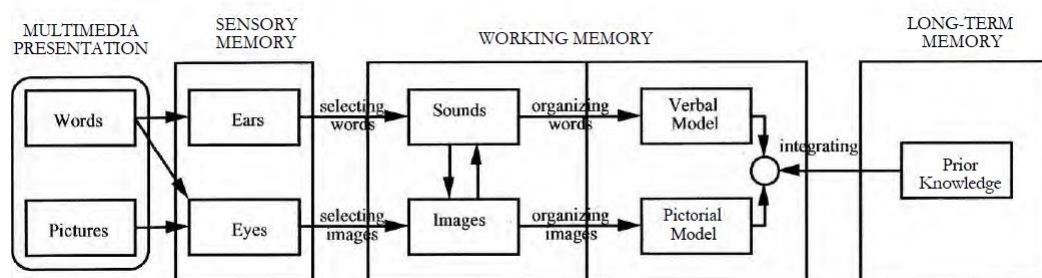 MULTIMEDIA
PRESENTATION
SENSORY
MEMORY
WORKING MEMORY
LONG-TERM
MEMORY
Words
Ears
selecting
words
Sounds
organizing
words
Verbal
Model
integrating
Prior
Knowledge
Pictures
Eyes
selecting
images
Images
organizing
images
Pictorial
Model